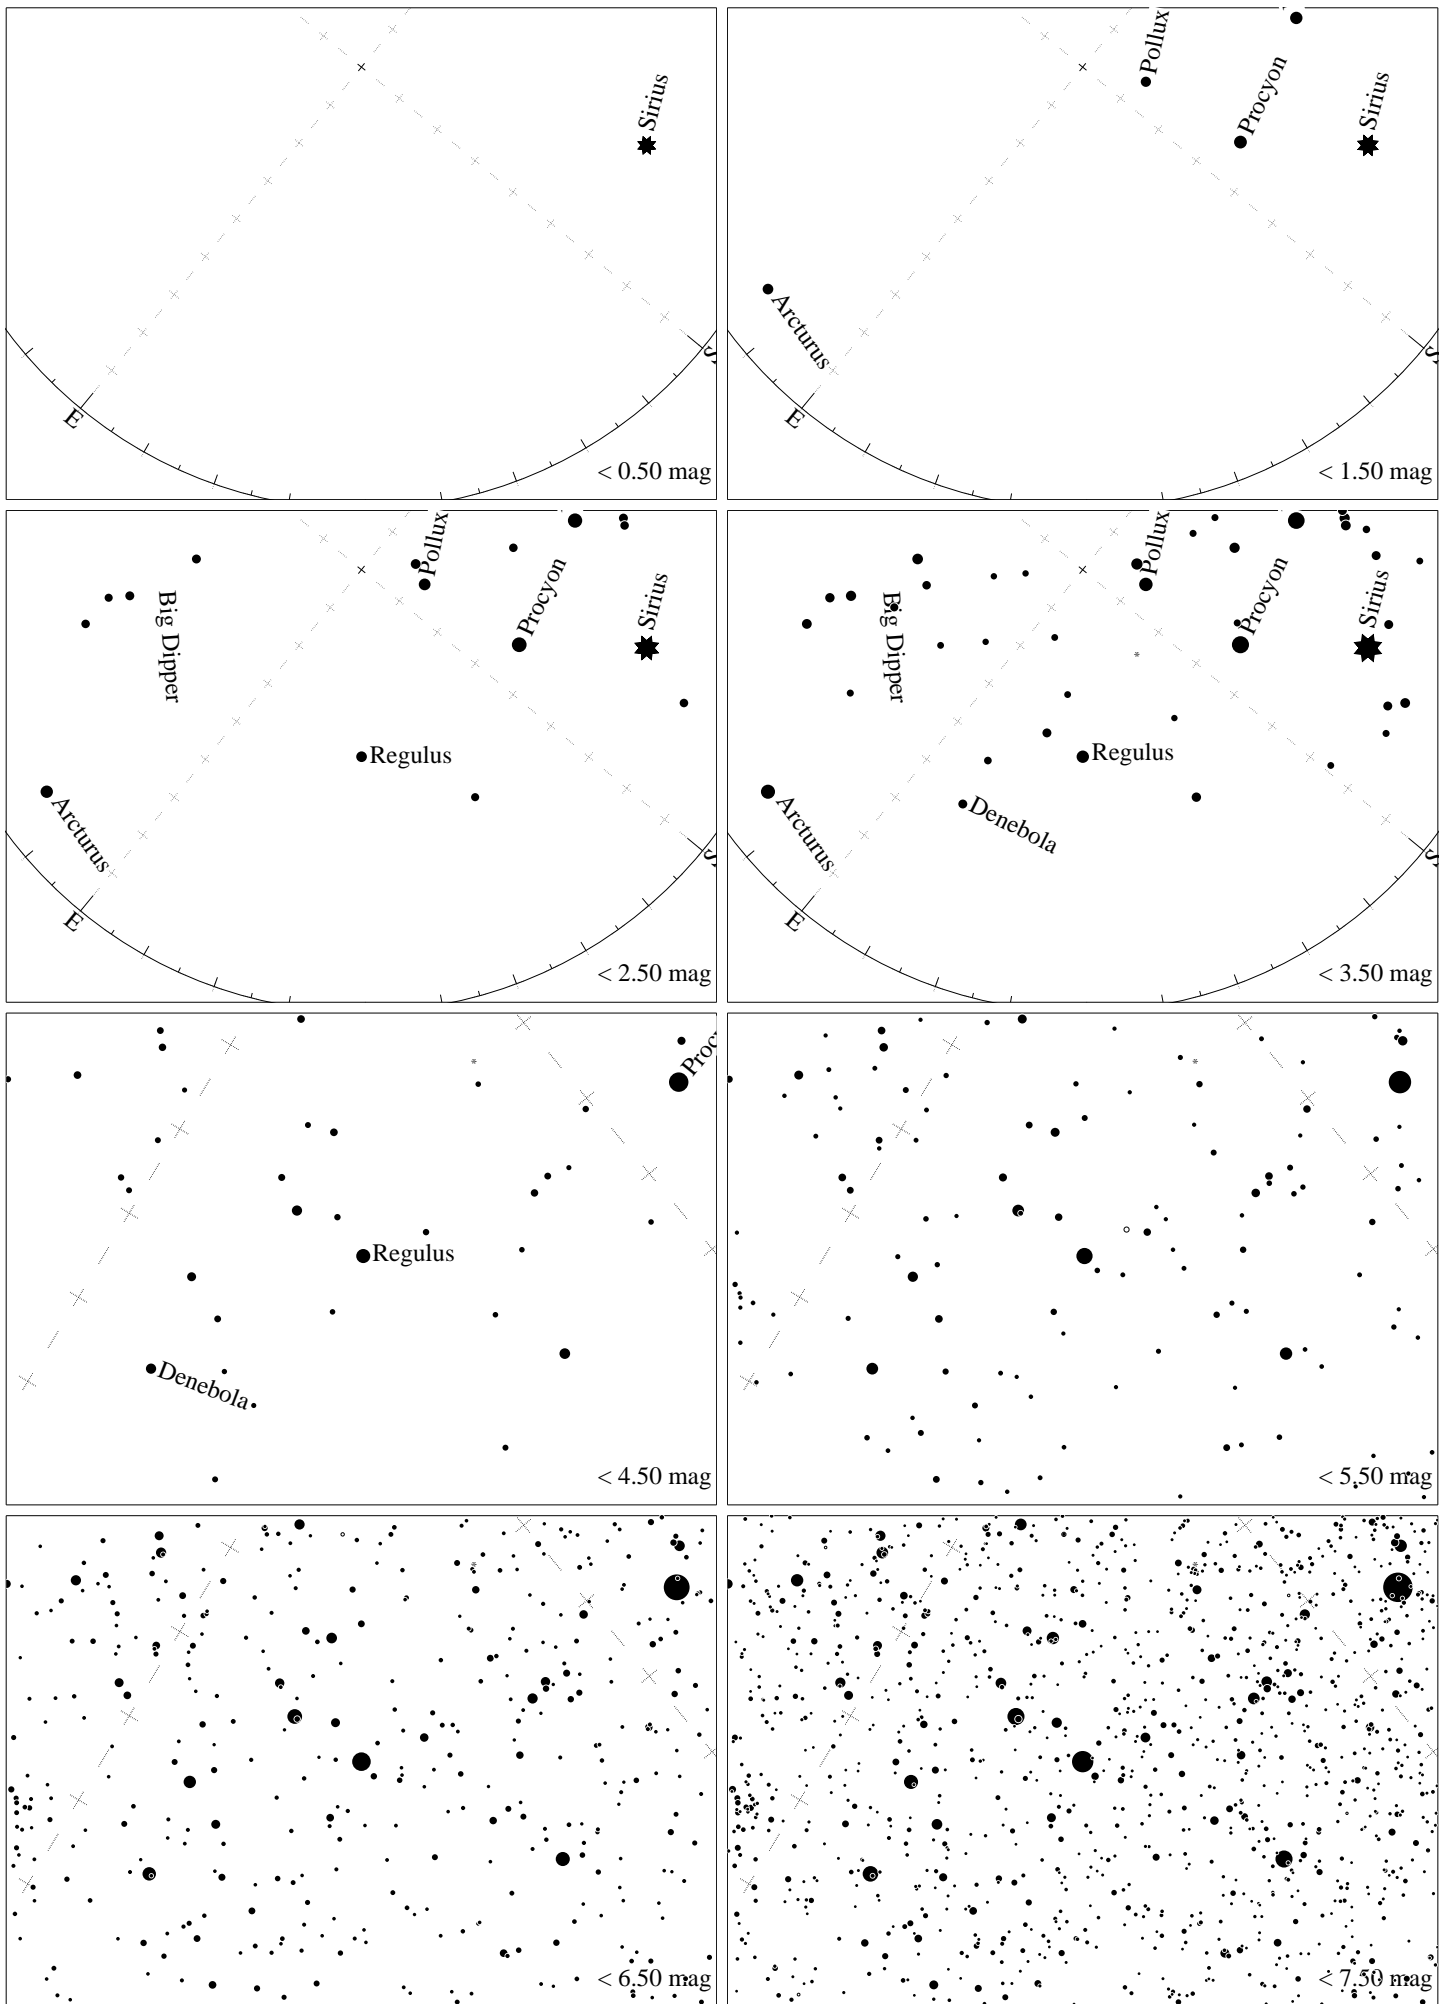 Sirius
S
E
< 0.50 mag
Pollux
Procyon
Sirius
Arcturus
S
E
< 1.50 mag
Pollux
Procyon
Sirius
Big Dipper
Regulus
Arcturus
S
E
< 2.50 mag
Pollux
Procyon
Sirius
Big Dipper
Regulus
Arcturus
Denebola
S
E
< 3.50 mag
Proc
Regulus
Denebola
< 4.50 mag
< 5.50 mag
< 6.50 mag
< 7.50 mag